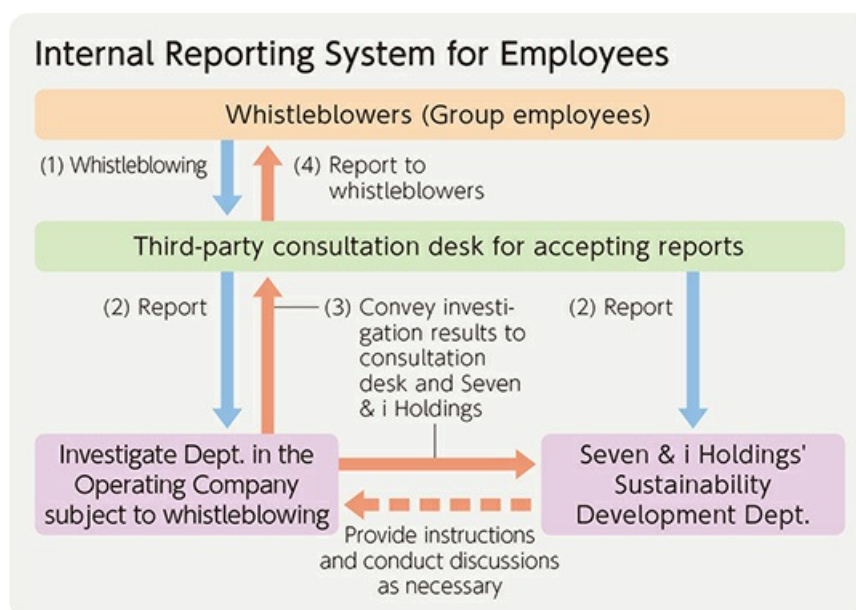 Internal Reporting System for Employees
Whistleblowers (Group employees)
(1) Whistleblowing
(4) Report to
whistleblowers
Third-party consultation desk for accepting reports
(2) Report
(3) Convey investi-
gation results to
consultation
desk and Seven
& i Holdings
(2) Report
Investigate Dept. in the
Operating Company
subject to whistleblowing
Seven & i Holdings'
Sustainability
Development Dept.
Provide instructions
and conduct discussions
as necessary